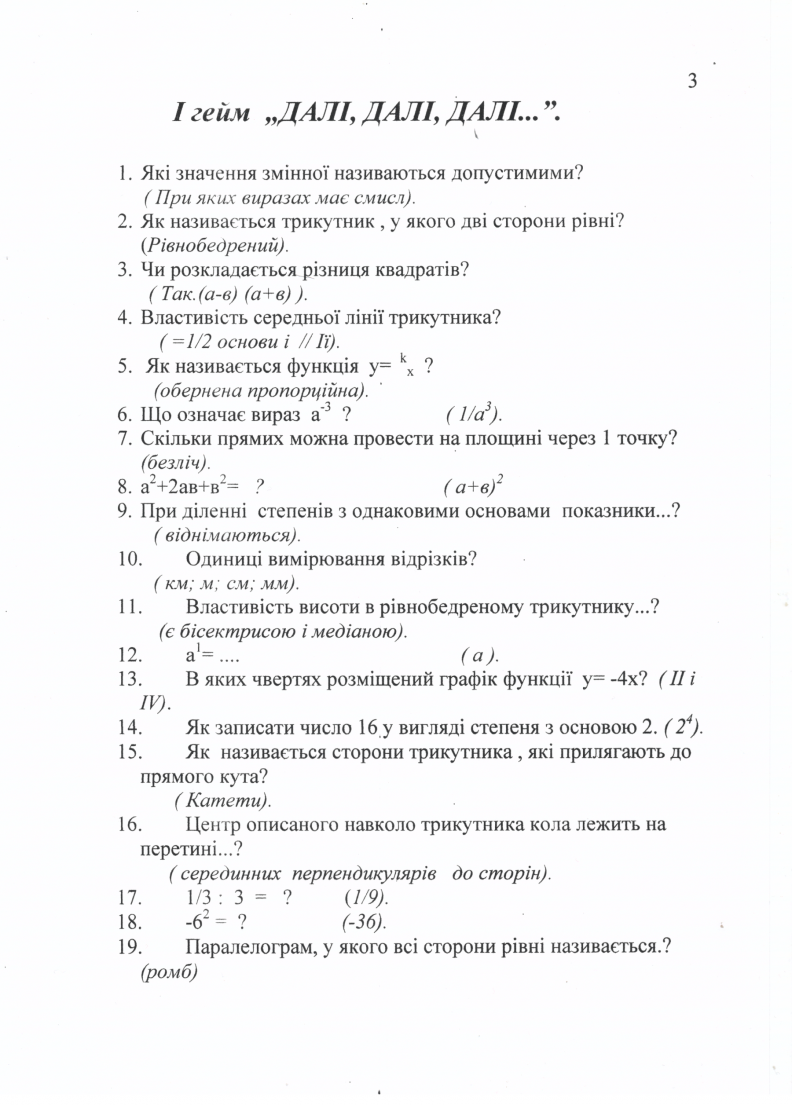 3
І гейм „ДАЛІ, ДАЛІ, ДАЛІ...”.
1. Які значення змінної називаються допустимими?
( При яких виразах має смисл).
2. Як називається трикутник , у якого дві сторони рівні?
(Рівнобедрений).
3. Чи розкладається різниця квадратів?
( Так.(а-в) (а+в) ).
4. Властивість середньої лінії трикутника?
( =1/2 основи і // Її).
5. Як називається функція у= ᵏₓ ?
(обернена пропорційна).
6. Що означає вираз а⁻³ ? ( 1/а³).
7. Скільки прямих можна провести на площині через 1 точку?
(безліч).
8. а²+2ав+в²= ? ( а+в)²
9. При діленні степенів з однаковими основами показники...?
( віднімаються).
10. Одиниці вимірювання відрізків?
( км; м; см; мм).
11. Властивість висоти в рівнобедреному трикутнику...?
(є бісектрисою і медіаною).
12. а¹= .... ( а ).
13. В яких чвертях розміщений графік функції у= -4х? ( ІІ і
ІV).
14. Як записати число 16 у вигляді степеня з основою 2. ( 2⁴).
15. Як називається сторони трикутника , які прилягають до
прямого кута?
( Катети).
16. Центр описаного навколо трикутника кола лежить на
перетині...?
( серединних перпендикулярів до сторін).
17. 1/3 : 3 = ? (1/9).
18. -6² = ? (-36).
19. Паралелограм, у якого всі сторони рівні називається.?
(ромб)